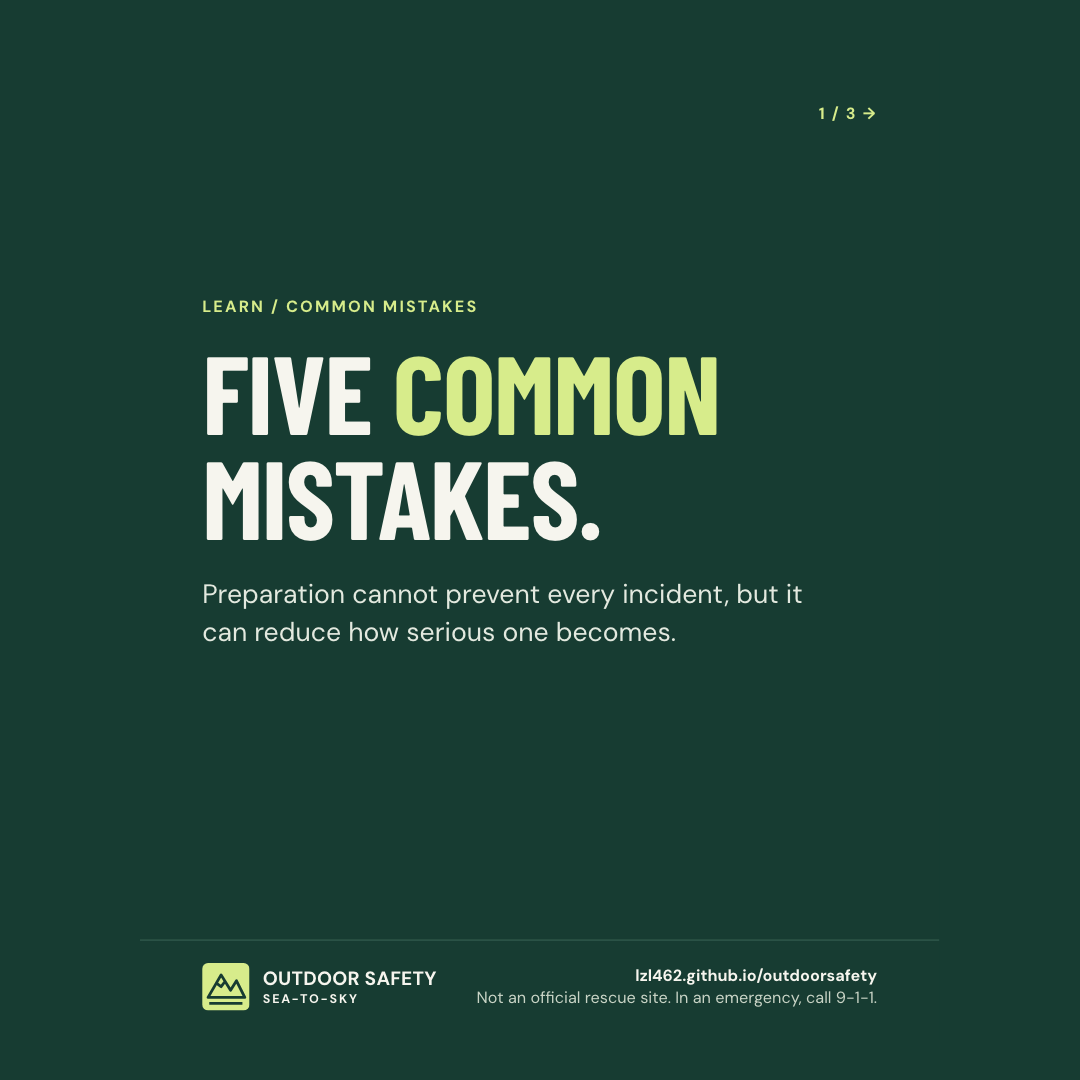 1 / 3 →
LEARN / COMMON MISTAKES
FIVE COMMON
MISTAKES.
Preparation cannot prevent every incident, but it
can reduce how serious one becomes.
OUTDOOR SAFETY
SEA-TO-SKY
lzl462.github.io/outdoorsafety
Not an official rescue site. In an emergency, call 9-1-1.